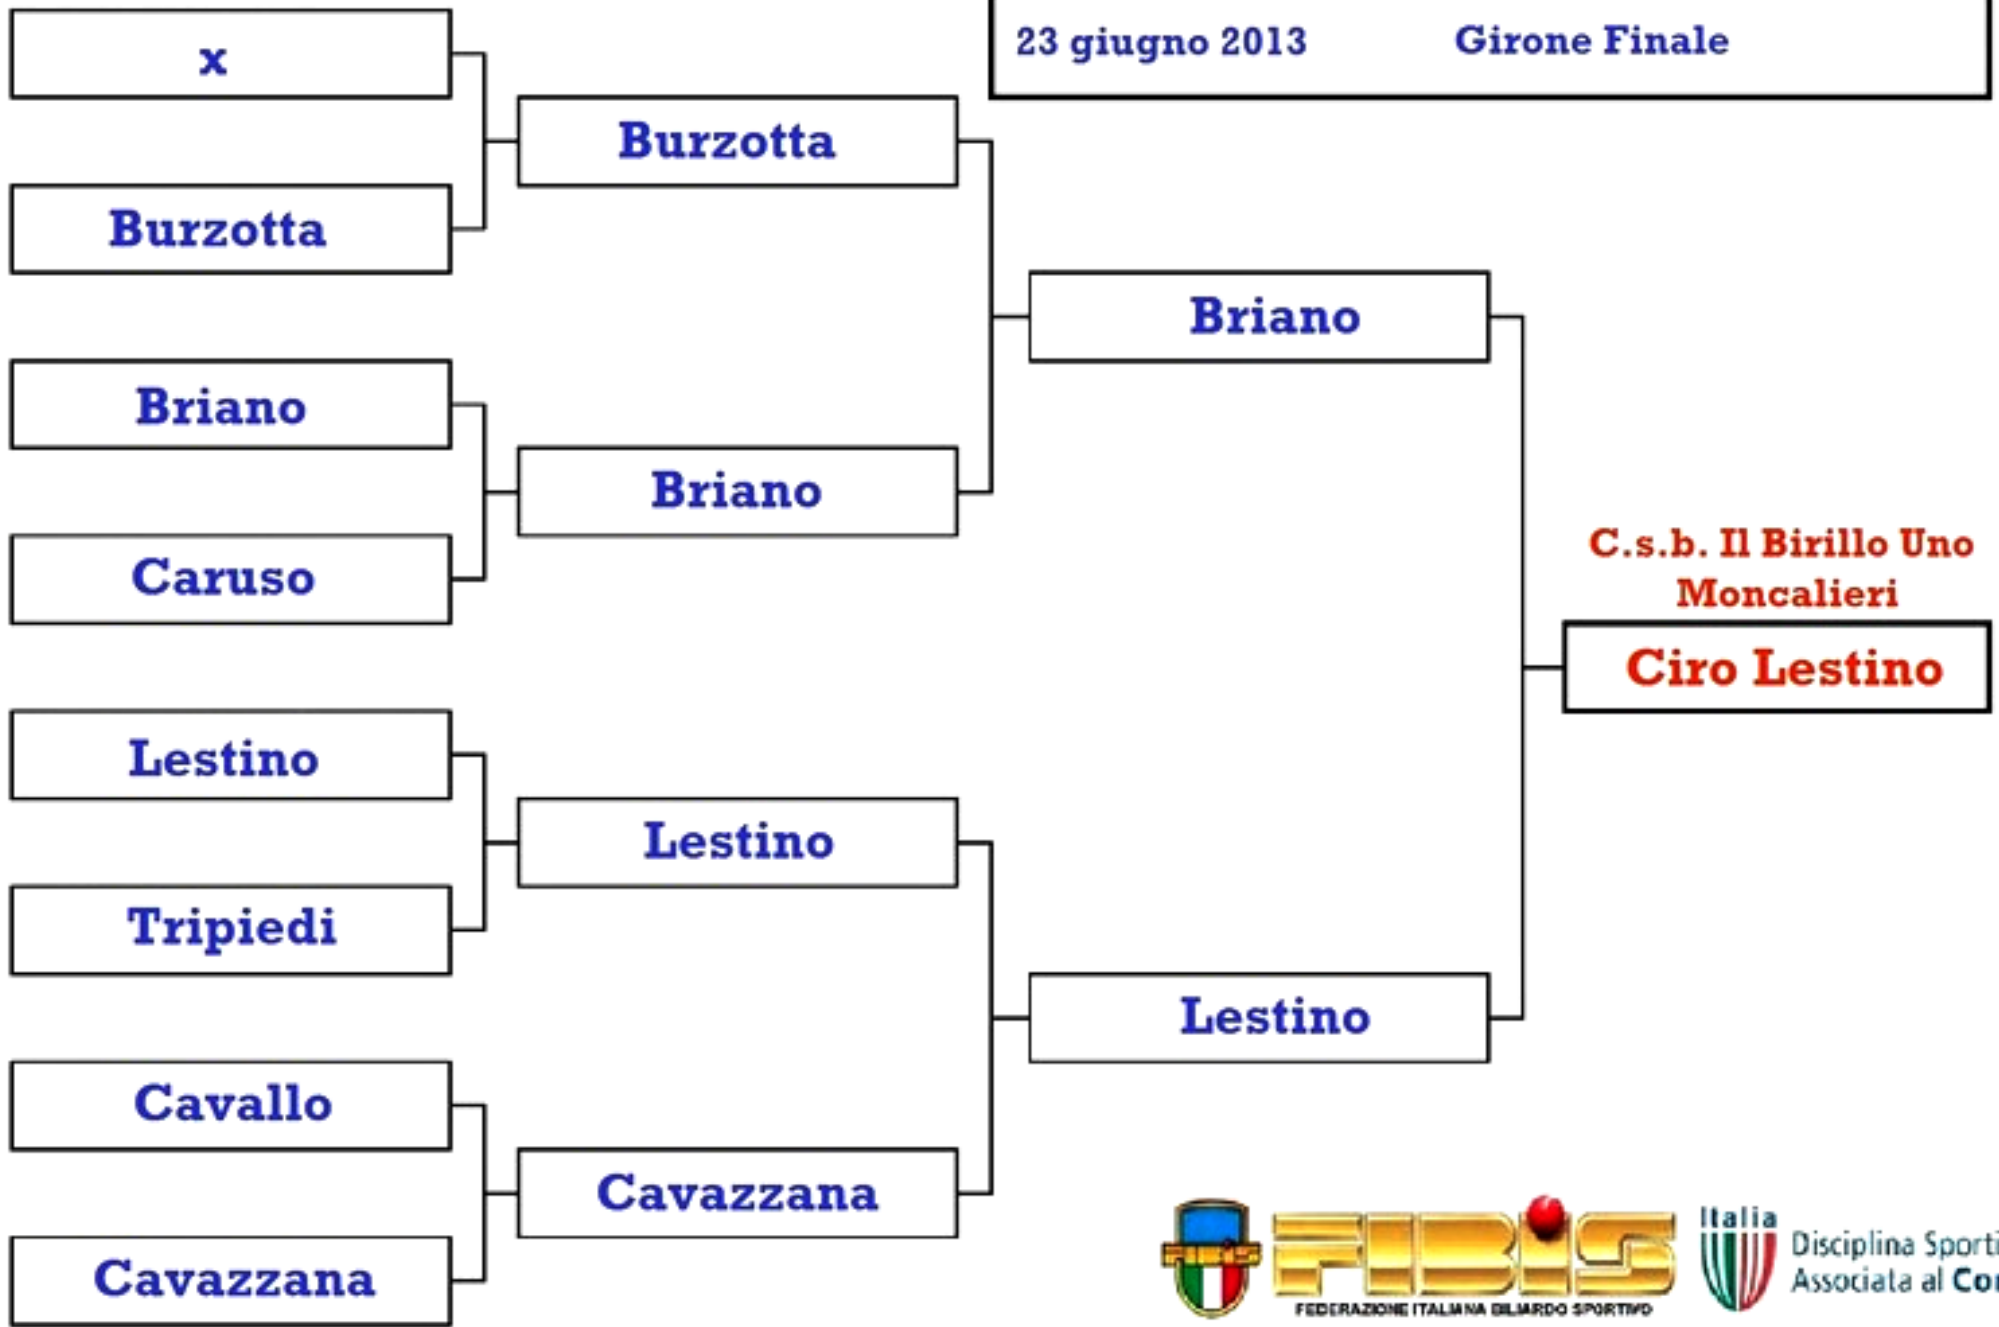 23 giugno 2013 Girone Finale
x
Burzotta
Burzotta
Briano
Briano
Briano
Caruso
C.s.b. Il Birillo Uno
Moncalieri
Ciro Lestino
Lestino
Lestino
Tripiedi
Lestino
Cavallo
Cavazzana
Cavazzana
FIBiS
FEDERAZIONE ITALIANA BILIARDO SPORTIVO
Italia
Disciplina Sporti
Associata al Co